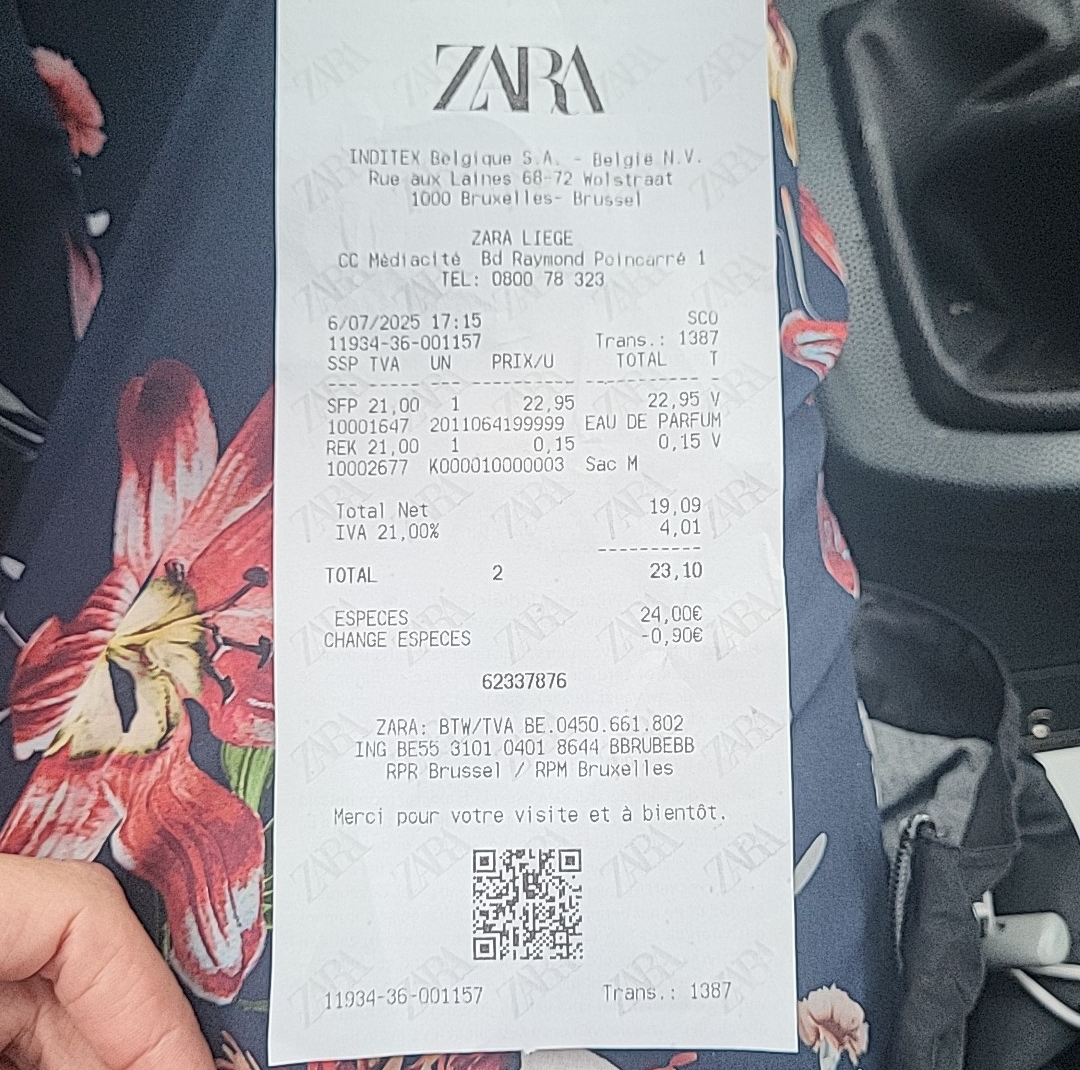 ZARA
INDITEX Belgique S.A. - Belgie N.V.
Rue aux Laines 68-72 Wolstraat
1000 Bruxelles- Brussel
ZARA LIEGE
CC Mèdiacité Bd Raymond Poincarré 1
TEL: 0800 78 323
6/07/2025 17:15 SCO
11934-36-001157 Trans.: 1387
SSP TVA UN PRIX/U TOTAL T
SFP 21,00 1 22,95 22,95 V
10001647 2011064199999 EAU DE PARFUM
REK 21,00 1 0,15 0,15 V
10002677 K000010000003 Sac M
Total Net 19,09
IVA 21,00% 4,01
TOTAL 2 23,10
ESPECES 24,00€
CHANGE ESPECES -0,90€
62337876
ZARA: BTW/TVA BE.0450.661.802
ING BE55 3101 0401 8644 BBRUBEBB
RPR Brussel / RPM Bruxelles
Merci pour votre visite et à bientôt.
11934-36-001157 Trans.: 1387